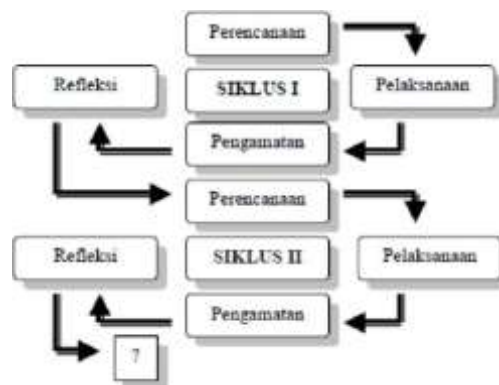 Perencanaan
Refleksi
SIKLUS I
Pelaksanaan
Pengamatan
Perencanaan
Refleksi
SIKLUS II
Pelaksanaan
Pengamatan
?